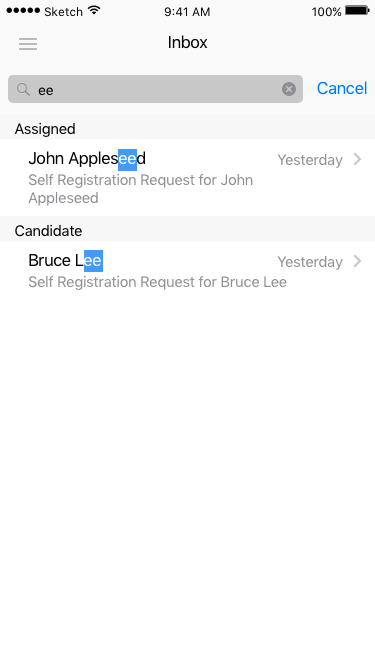 Sketch 9:41 AM 100%
Inbox
ee Cancel
Assigned
John Appleseed Yesterday
Self Registration Request for John
Appleseed
Candidate
Bruce Lee Yesterday
Self Registration Request for Bruce Lee